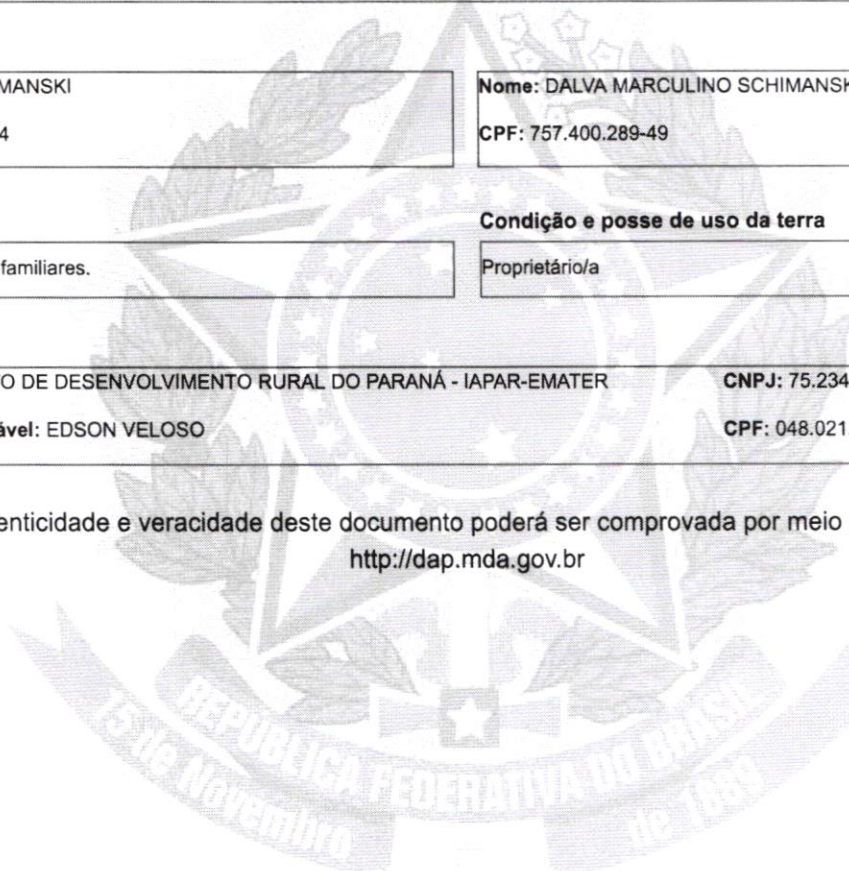 MANSKI
Nome: DALVA MARCULINO SCHIMANSK
4
CPF: 757.400.289-49
Condição e posse de uso da terra
familiares.
Proprietário/a
O DE DESENVOLVIMENTO RURAL DO PARANÁ - IAPAR-EMATER
CNPJ: 75.234
ável: EDSON VELOSO
CPF: 048.021
enticidade e veracidade deste documento poderá ser comprovada por meio
http://dap.mda.gov.br
REPÚBLICA FEDERATIVA DO BRASIL
15 de Novembro
de 1889